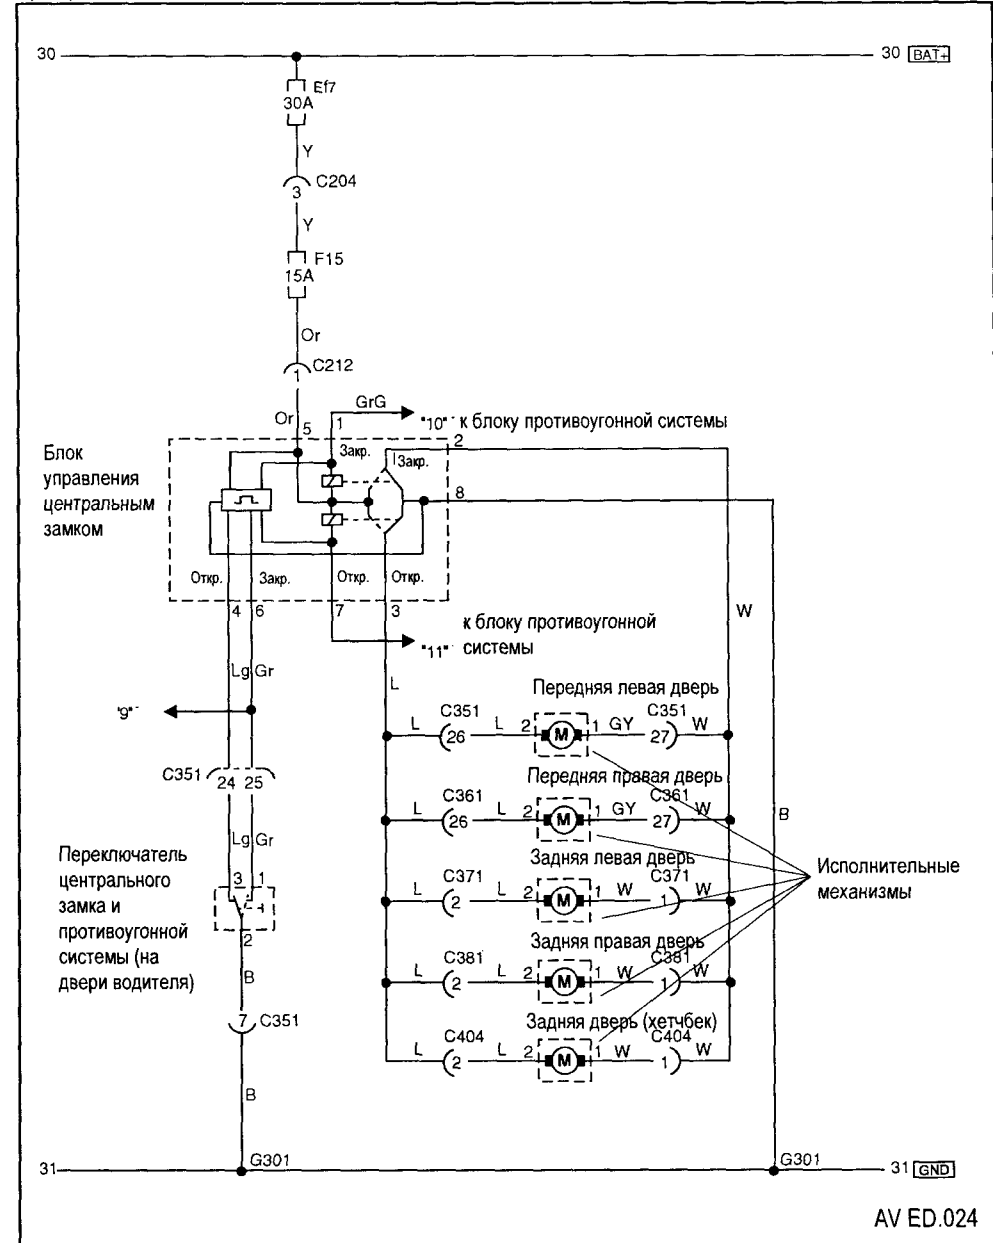 30
30 BAT+
Ef7
30A
Y
C204
3
Y
F15
15A
Or
C212
1
GrG
"10" к блоку противоугонной системы
Or
5
1
2
Блок
управления
центральным
замком
Закр.
Закр.
8
Откр.
Закр.
Откр.
Откр.
4
6
7
3
W
к блоку противоугонной
"11" системы
Lg
Gr
L
"9"
Передняя левая дверь
L
C351
26
L
2
M
1
GY
C351
27
W
C351
24
25
Передняя правая дверь
L
C361
26
L
2
M
1
GY
C361
27
W
B
Lg
Gr
Переключатель
центрального
замка и
противоугонной
системы (на
двери водителя)
3
1
2
Задняя левая дверь
L
C371
2
L
2
M
1
W
C371
1
W
Исполнительные
механизмы
Задняя правая дверь
L
C381
2
L
2
M
1
W
C381
1
W
B
7
C351
Задняя дверь (хетчбек)
L
C404
2
L
2
M
1
W
C404
1
W
B
31
G301
G301
31 GND
AV ED.024